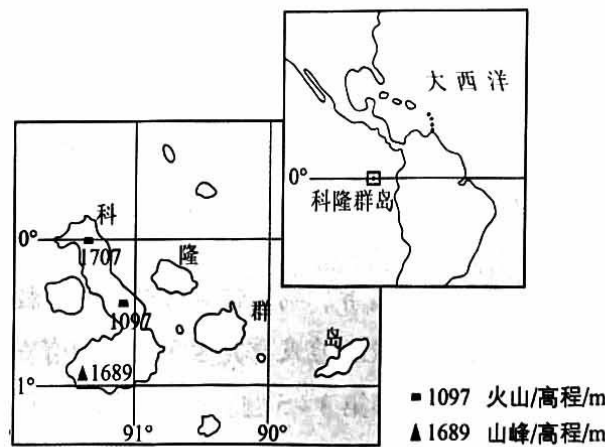 大西洋
0°
科隆群岛
科
0°
1707
隆
1097
群
岛
1689
1°
91°
90°
1097 火山/高程/m
1689 山峰/高程/m